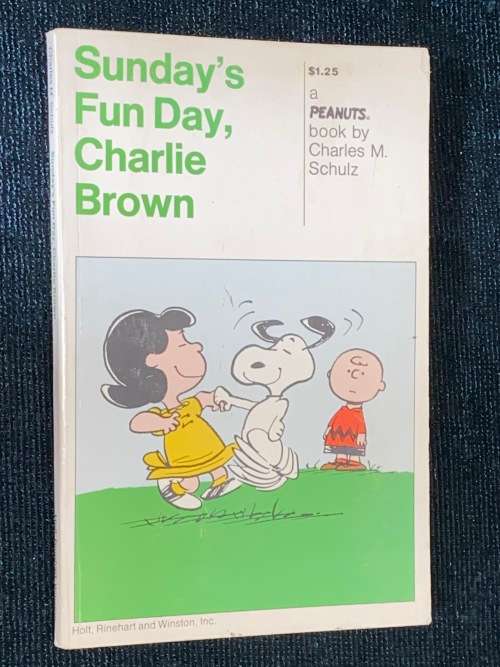 Sunday's
Fun Day,
Charlie
Brown
$1.25
a
PEANUTS®
book by
Charles M.
Schulz
Holt, Rinehart and Winston, Inc.